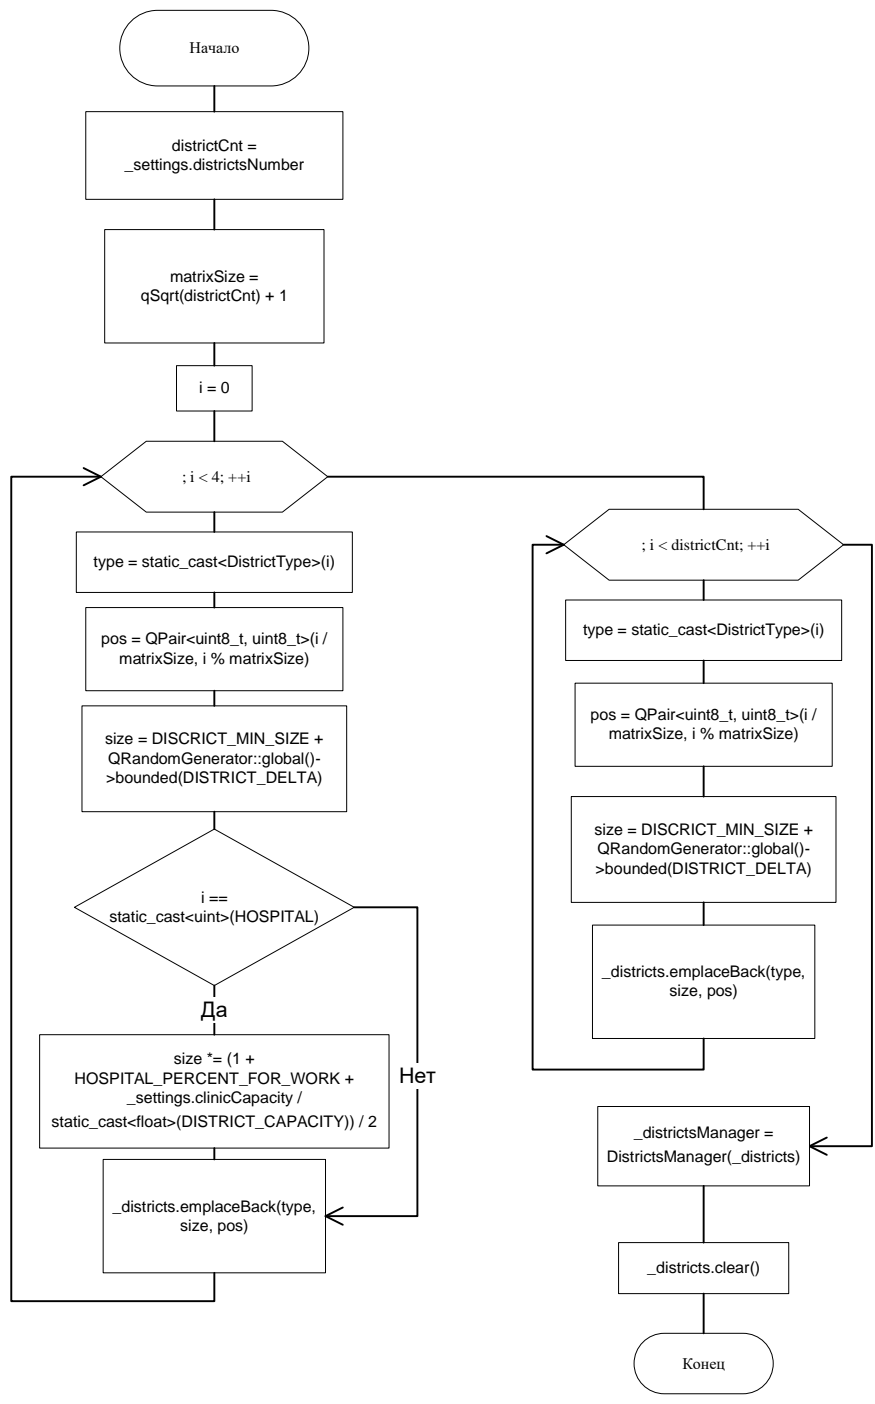 Начало
districtCnt =
_settings.districtsNumber
matrixSize =
qSqrt(districtCnt) + 1
i = 0
; i < 4; ++i
type = static_cast<DistrictType>(i)
pos = QPair<uint8_t, uint8_t>(i /
matrixSize, i % matrixSize)
size = DISCRICT_MIN_SIZE +
QRandomGenerator::global()-
>bounded(DISTRICT_DELTA)
i ==
static_cast<uint>(HOSPITAL)
Да
Нет
size *= (1 +
HOSPITAL_PERCENT_FOR_WORK +
_settings.clinicCapacity /
static_cast<float>(DISTRICT_CAPACITY)) / 2
_districts.emplaceBack(type,
size, pos)
; i < districtCnt; ++i
type = static_cast<DistrictType>(i)
pos = QPair<uint8_t, uint8_t>(i /
matrixSize, i % matrixSize)
size = DISCRICT_MIN_SIZE +
QRandomGenerator::global()-
>bounded(DISTRICT_DELTA)
_districts.emplaceBack(type,
size, pos)
_districtsManager =
DistrictsManager(_districts)
_districts.clear()
Конец